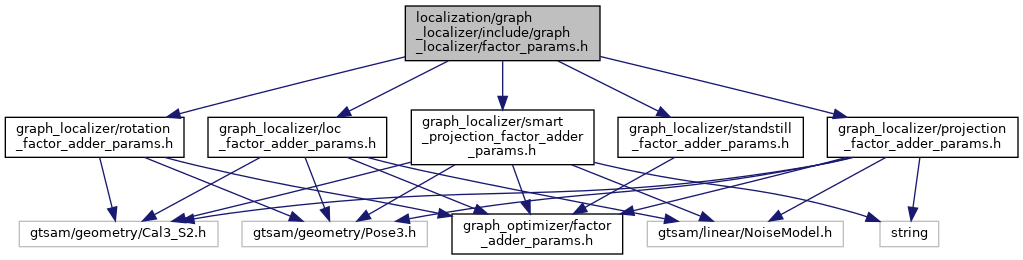 localization/graph
_localizer/include/graph
_localizer/factor_params.h
graph_localizer/rotation
_factor_adder_params.h
graph_localizer/loc
_factor_adder_params.h
graph_localizer/smart
_projection_factor_adder
_params.h
graph_localizer/standstill
_factor_adder_params.h
graph_localizer/projection
_factor_adder_params.h
gtsam/geometry/Cal3_S2.h
gtsam/geometry/Pose3.h
graph_optimizer/factor
_adder_params.h
gtsam/linear/NoiseModel.h
string